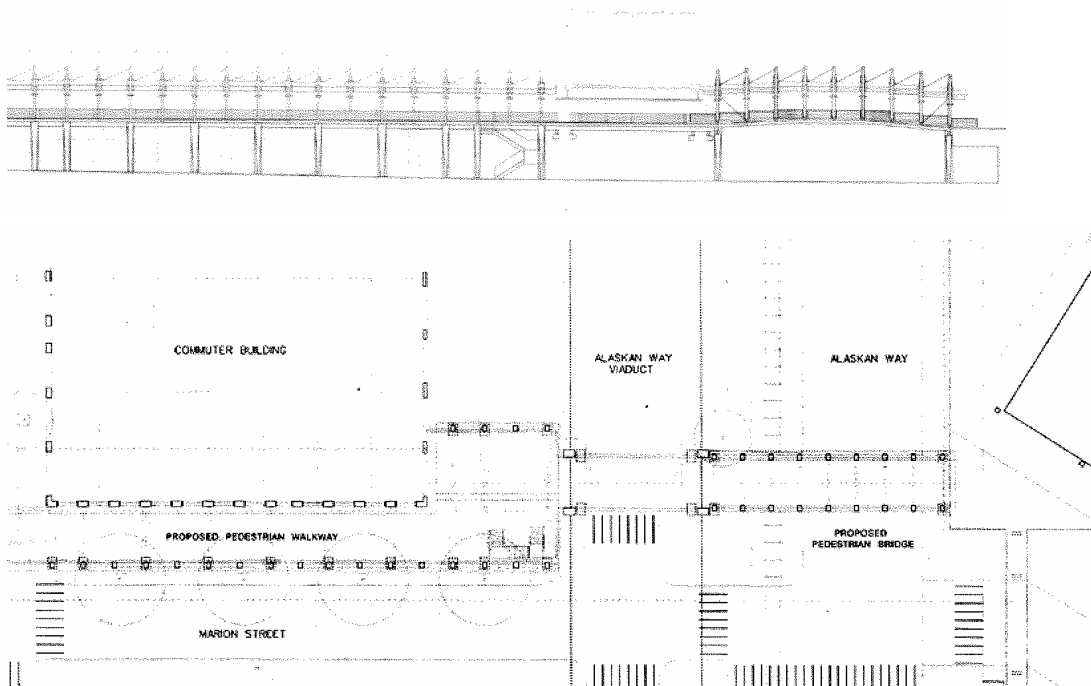 COMMUTER BUILDING
ALASKAN WAY
VIADUCT
ALASKAN WAY
PROPOSED PEDESTRIAN WALKWAY
PROPOSED
PEDESTRIAN BRIDGE
MARION STREET